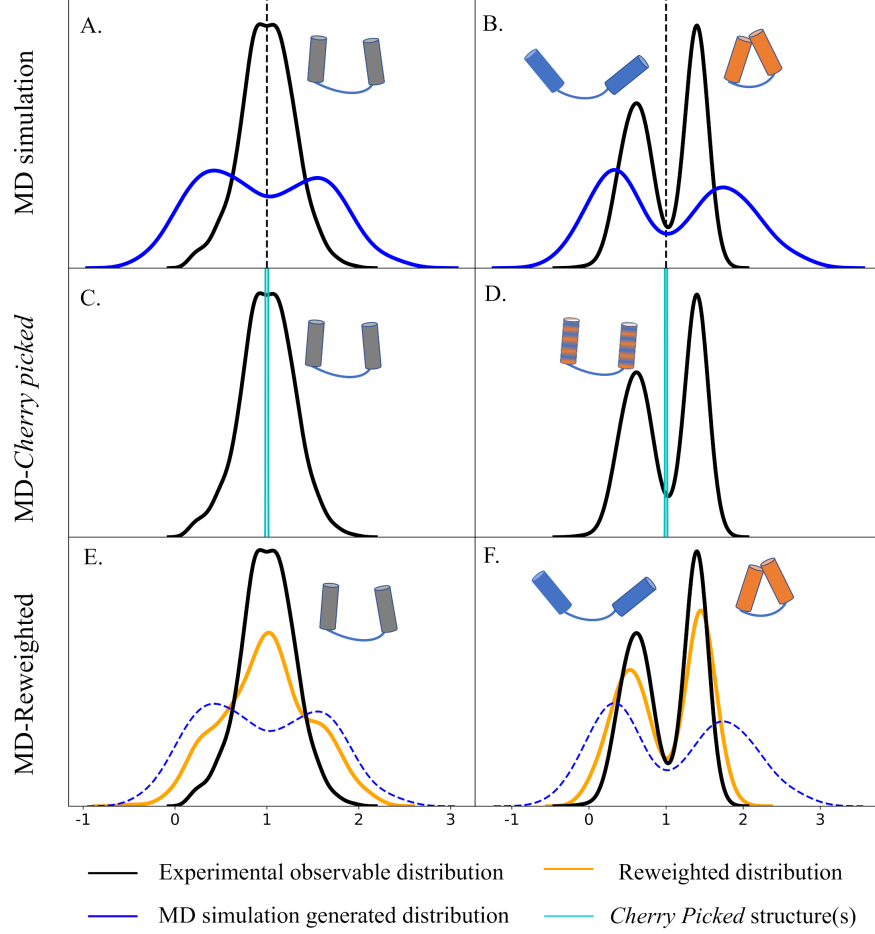 A.
B.
MD simulation
C.
D.
MD-Cherry picked
E.
F.
MD-Reweighted
-1 0 1 2 3
-1 0 1 2 3
Experimental observable distribution
Reweighted distribution
MD simulation generated distribution
Cherry Picked structure(s)